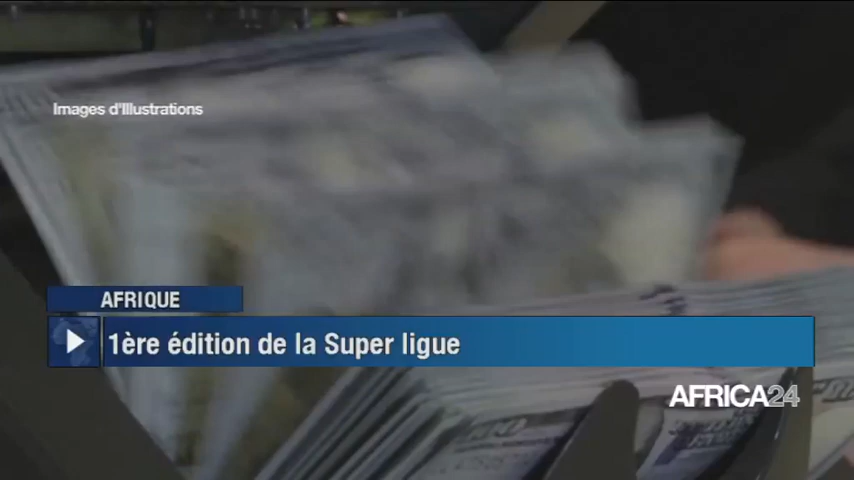 Images d'Illustrations
AFRIQUE
1ère édition de la Super ligue
AFRICA24